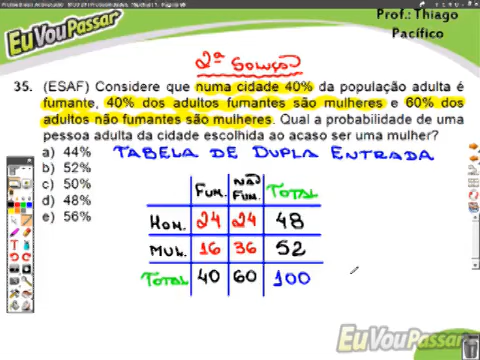 Prof.: Thiago
Pacífico
EuVouPassar
2ª SOLUÇÃO
35. (ESAF) Considere que numa cidade 40% da população adulta é
fumante, 40% dos adultos fumantes são mulheres e 60% dos
adultos não fumantes são mulheres. Qual a probabilidade de uma
pessoa adulta da cidade escolhida ao acaso ser uma mulher?
a) 44% TABELA DE DUPLA ENTRADA
b) 52%
c) 50%
d) 48%
e) 56%
FUM. NÃO FUM. TOTAL
HOM. 24 24 48
MUL. 16 36 52
TOTAL 40 60 100
EuVouPassar